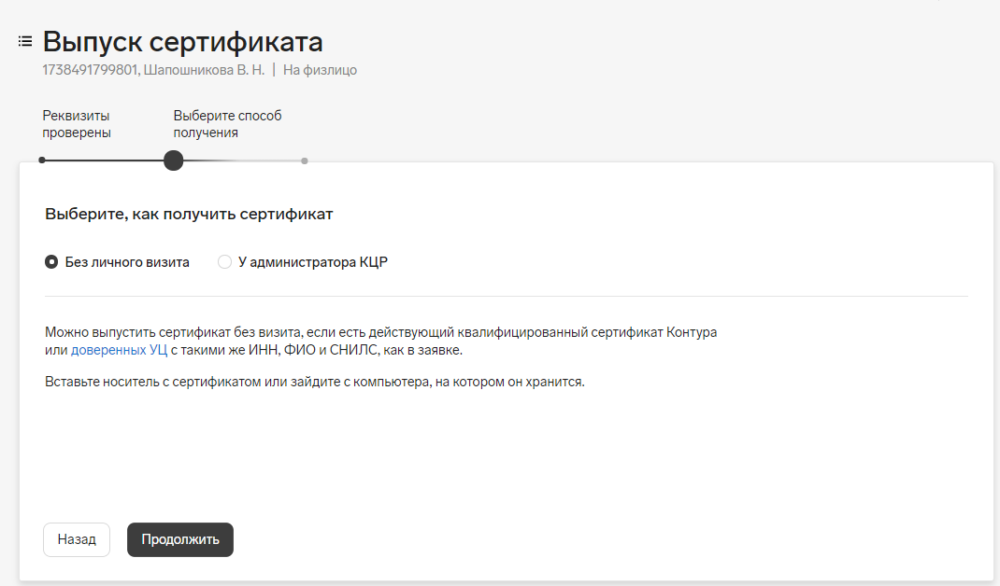 Выпуск сертификата
1738491799801, Шапошникова В. Н. | На физлицо
Реквизиты
проверены
Выберите способ
получения
Выберите, как получить сертификат
Без личного визита
У администратора КЦР
Можно выпустить сертификат без визита, если есть действующий квалифицированный сертификат Контура
или доверенных УЦ с такими же ИНН, ФИО и СНИЛС, как в заявке.
Вставьте носитель с сертификатом или зайдите с компьютера, на котором он хранится.
Назад
Продолжить